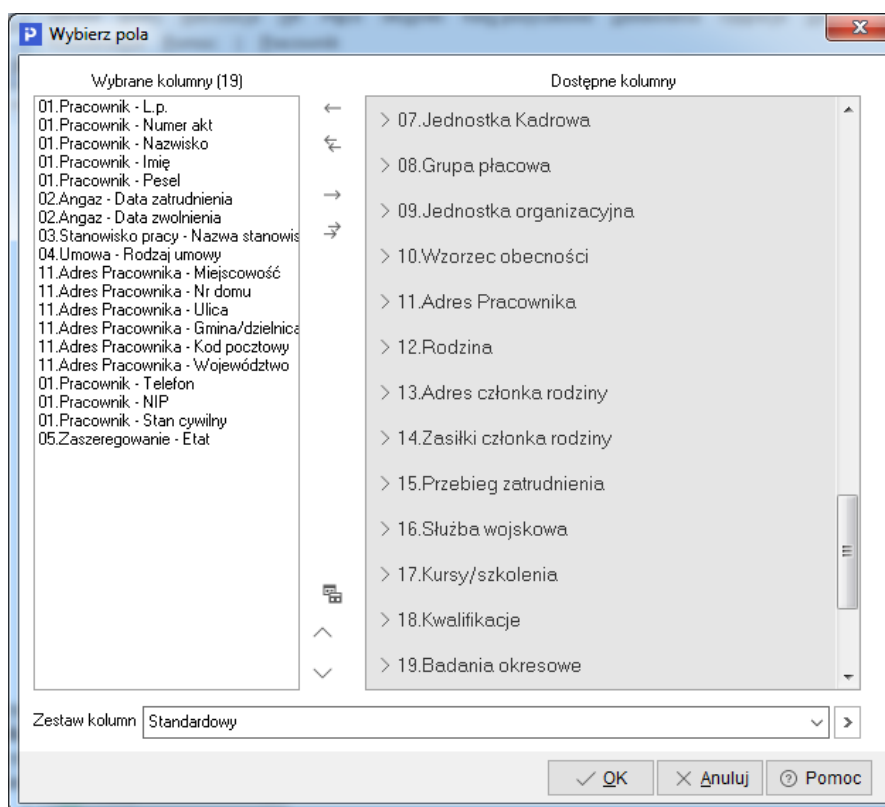 Wybierz pola
Wybrane kolumny (19)
01.Pracownik - L.p.
01.Pracownik - Numer akt
01.Pracownik - Nazwisko
01.Pracownik - Imię
01.Pracownik - Pesel
02.Angaz - Data zatrudnienia
02.Angaz - Data zwolnienia
03.Stanowisko pracy - Nazwa stanowis
04.Umowa - Rodzaj umowy
11.Adres Pracownika - Miejscowość
11.Adres Pracownika - Nr domu
11.Adres Pracownika - Ulica
11.Adres Pracownika - Gmina/dzielnica
11.Adres Pracownika - Kod pocztowy
11.Adres Pracownika - Województwo
01.Pracownik - Telefon
01.Pracownik - NIP
01.Pracownik - Stan cywilny
05.Zaszeregowanie - Etat
Dostępne kolumny
07.Jednostka Kadrowa
08.Grupa płacowa
09.Jednostka organizacyjna
10.Wzorzec obecności
11.Adres Pracownika
12.Rodzina
13.Adres członka rodziny
14.Zasiłki członka rodziny
15.Przebieg zatrudnienia
16.Służba wojskowa
17.Kursy/szkolenia
18.Kwalifikacje
19.Badania okresowe
Zestaw kolumn Standardowy
OK Anuluj Pomoc